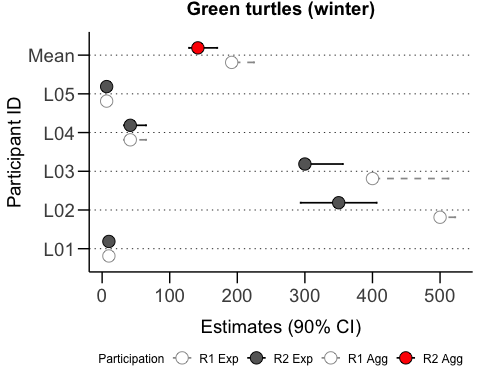 Green turtles (winter)
Participant ID
Mean
L05
L04
L03
L02
L01
0 100 200 300 400 500
Estimates (90% CI)
Participation R1 Exp R2 Exp R1 Agg R2 Agg